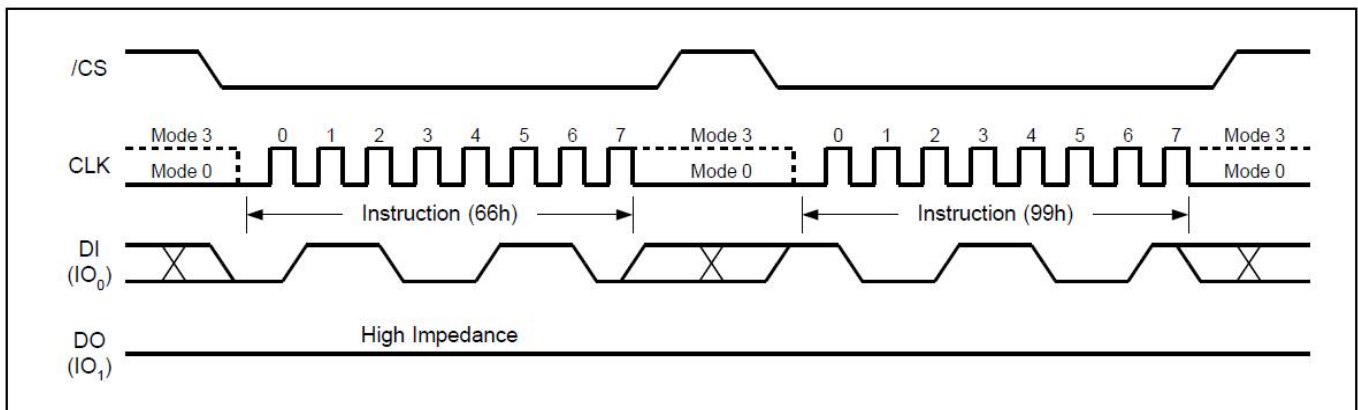 /CS
Mode 3 0 1 2 3 4 5 6 7 Mode 3 0 1 2 3 4 5 6 7 Mode 3
CLK
Mode 0 Mode 0 Mode 0
Instruction (66h) Instruction (99h)
DI
(IO₀)
High Impedance
DO
(IO₁)